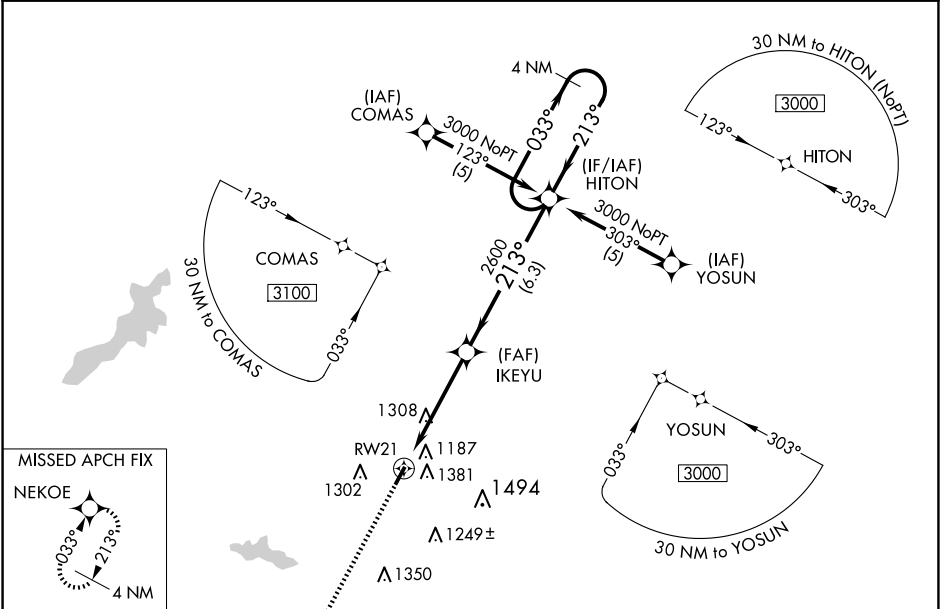 30 NM to HITON (NoPT)
3000
123°
HITON
303°
4 NM
(IAF)
COMAS
3000 NoPT
123°
(5)
033°
213°
(IF/IAF)
HITON
3000 NoPT
303°
(5)
(IAF)
YOSUN
123°
COMAS
3100
30 NM to COMAS
033°
2600
213°
(6.3)
(FAF)
IKEYU
1308
RW21
1187
1302
1381
1494
1249±
1350
YOSUN
303°
3000
033°
30 NM to YOSUN
MISSED APCH FIX
NEKOE
033°
213°
4 NM